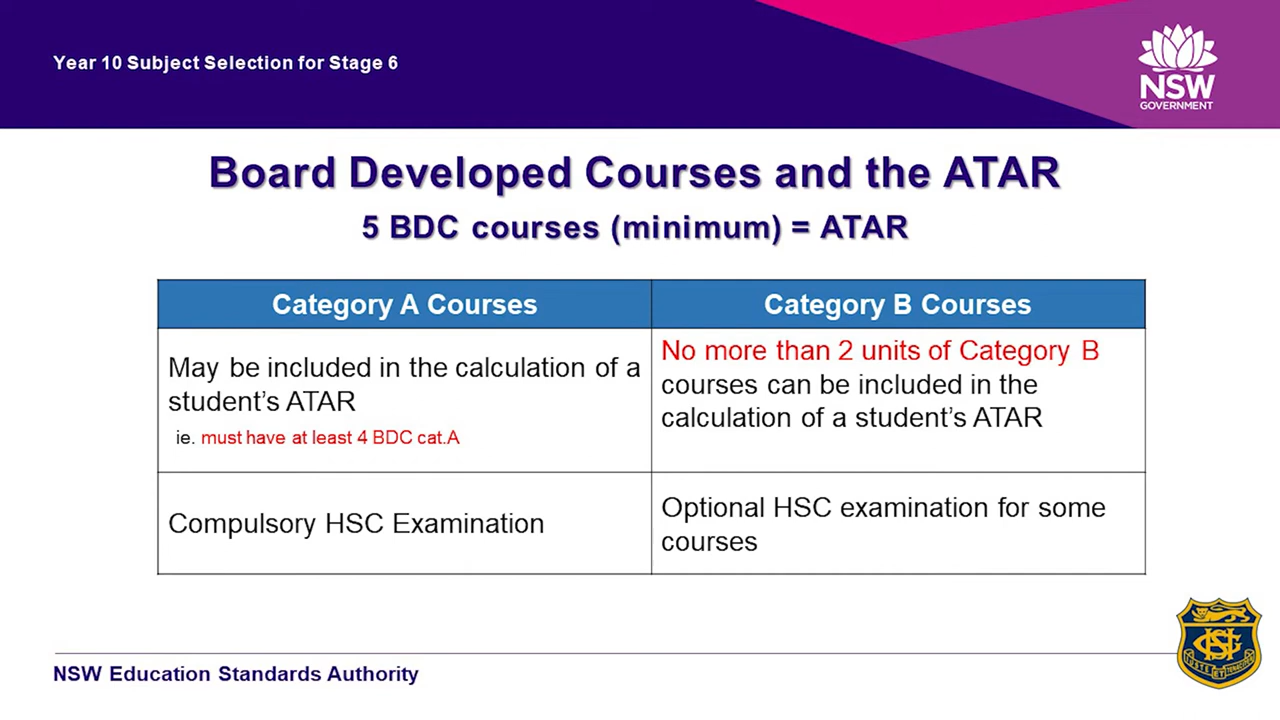 Year 10 Subject Selection for Stage 6
NSW
GOVERNMENT
Board Developed Courses and the ATAR
5 BDC courses (minimum) = ATAR
Category A Courses
Category B Courses
May be included in the calculation of a
student's ATAR
ie. must have at least 4 BDC cat.A
No more than 2 units of Category B
courses can be included in the
calculation of a student's ATAR
Compulsory HSC Examination
Optional HSC examination for some
courses
NSW Education Standards Authority
ET